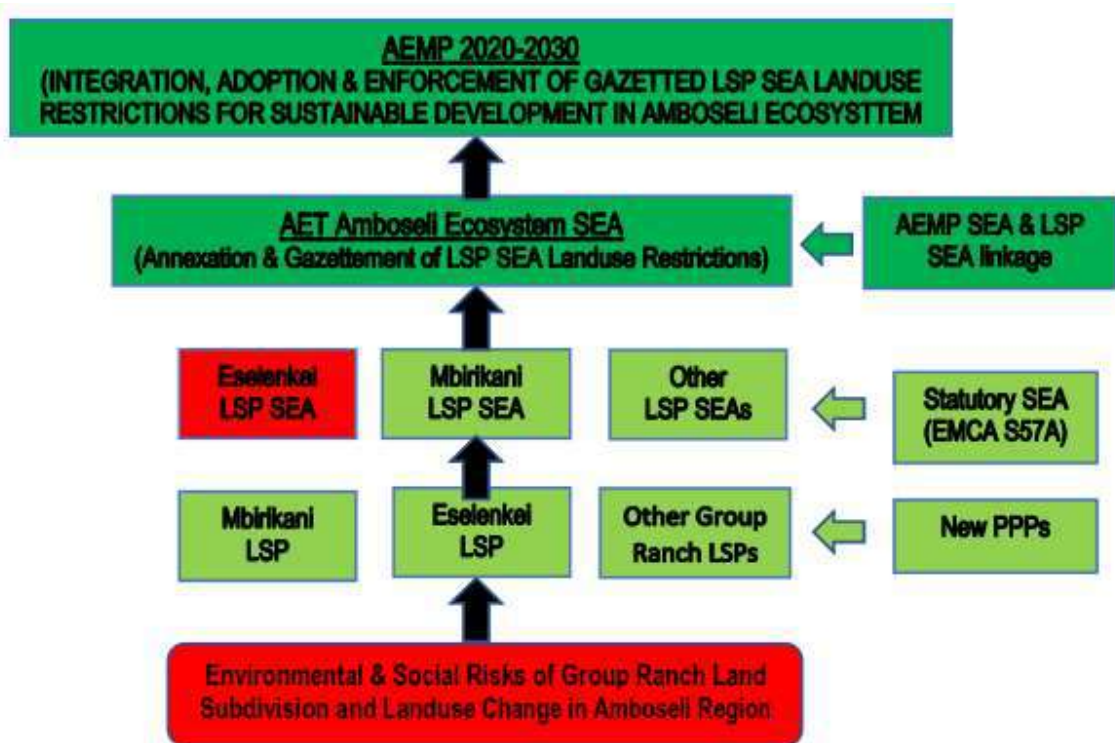 AEMP 2020-2030
(INTEGRATION, ADOPTION & ENFORCEMENT OF GAZETTED LSP SEA LANDUSE
RESTRICTIONS FOR SUSTAINABLE DEVELOPMENT IN AMBOSELI ECOSYSTTEM
AET Amboseli Ecosystem SEA
(Annexation & Gazettement of LSP SEA Landuse Restrictions)
AEMP SEA & LSP
SEA linkage
Eselenkei
LSP SEA
Mbirikani
LSP SEA
Other
LSP SEAs
Statutory SEA
(EMCA S57A)
Mbirikani
LSP
Eselenkei
LSP
Other Group
Ranch LSPs
New PPPs
Environmental & Social Risks of Group Ranch Land
Subdivision and Landuse Change in Amboseli Region